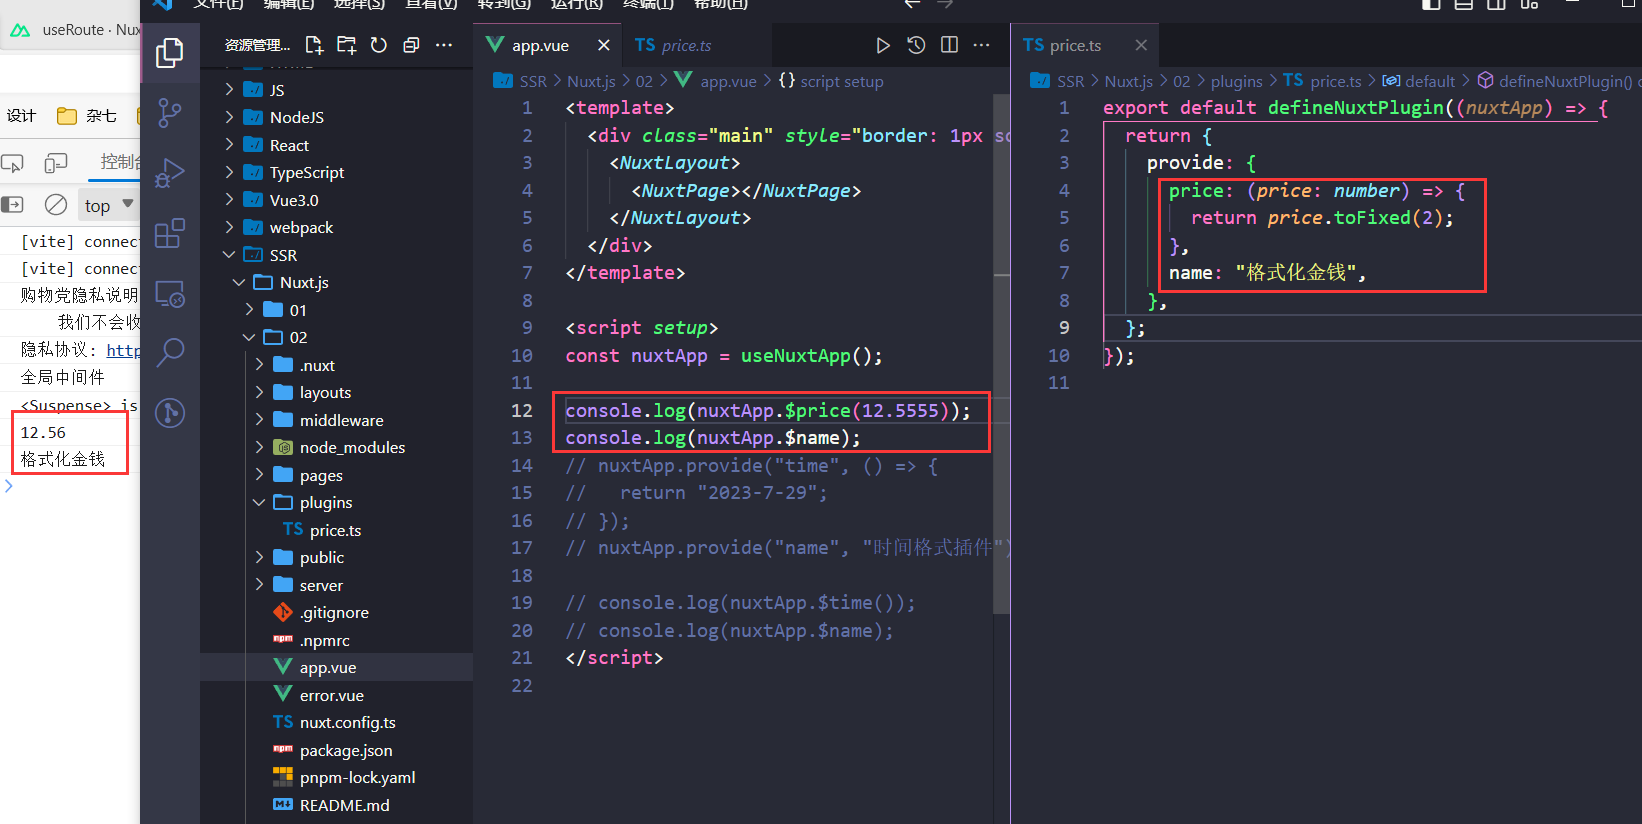 useRoute · Nux
设计
杂七
控制台
top
[vite] connect
[vite] connect
购物党隐私说明
我们不会收
隐私协议: http
全局中间件
<Suspense> is
12.56
格式化金钱
文件(F) 编辑(E) 选择(S) 查看(V) 转到(G) 运行(R) 终端(T) 帮助(H)
资源管理...
JS
NodeJS
React
TypeScript
Vue3.0
webpack
SSR
Nuxt.js
01
02
.nuxt
layouts
middleware
node_modules
pages
plugins
TS price.ts
public
server
.gitignore
.npmrc
app.vue
error.vue
TS nuxt.config.ts
package.json
pnpm-lock.yaml
README.md
app.vue
TS price.ts
SSR > Nuxt.js > 02 > app.vue > {} script setup
1 <template>
2 <div class="main" style="border: 1px so
3 <NuxtLayout>
4 <NuxtPage></NuxtPage>
5 </NuxtLayout>
6 </div>
7 </template>
8
9 <script setup>
10 const nuxtApp = useNuxtApp();
11
12 console.log(nuxtApp.$price(12.5555));
13 console.log(nuxtApp.$name);
14 // nuxtApp.provide("time", () => {
15 // return "2023-7-29";
16 // });
17 // nuxtApp.provide("name", "时间格式插件")
18
19 // console.log(nuxtApp.$time());
20 // console.log(nuxtApp.$name);
21 </script>
22
TS price.ts
SSR > Nuxt.js > 02 > plugins > TS price.ts > default > defineNuxtPlugin() c
1 export default defineNuxtPlugin((nuxtApp) => {
2 return {
3 provide: {
4 price: (price: number) => {
5 return price.toFixed(2);
6 },
7 name: "格式化金钱",
8 },
9 };
10 });
11